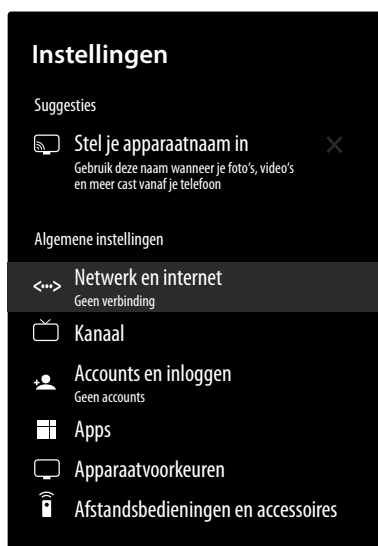 Instellingen
Suggesties
Stel je apparaatnaam in
Gebruik deze naam wanneer je foto's, video's
en meer cast vanaf je telefoon
Algemene instellingen
Netwerk en internet
Geen verbinding
Kanaal
Accounts en inloggen
Geen accounts
Apps
Apparaatvoorkeuren
Afstandsbedieningen en accessoires